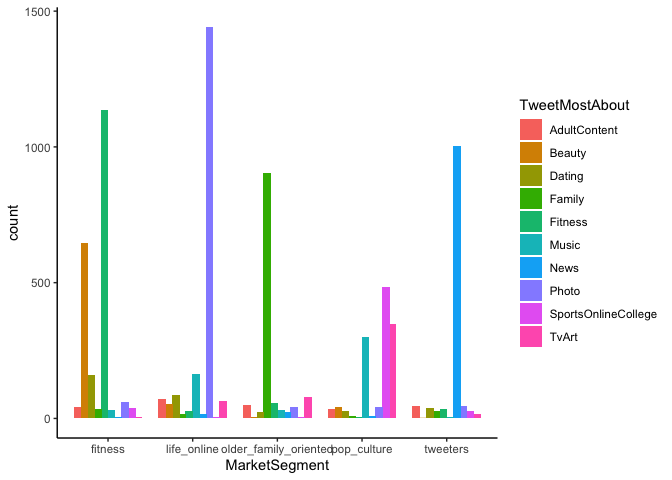 1500
1000
500
0
count
fitness
life_online
older_family_oriented
pop_culture
tweeters
MarketSegment
TweetMostAbout
AdultContent
Beauty
Dating
Family
Fitness
Music
News
Photo
SportsOnlineCollege
TvArt